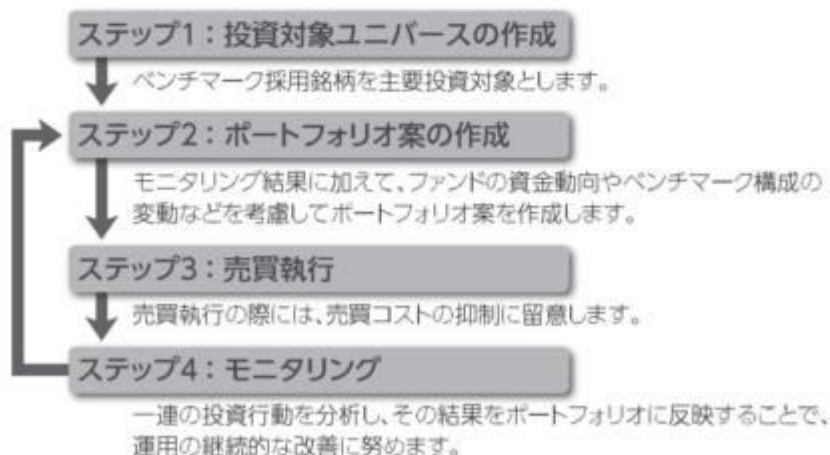 ステップ1：投資対象ユニバースの作成
ベンチマーク採用銘柄を主要投資対象とします。
ステップ2：ポートフォリオ案の作成
モニタリング結果に加えて、ファンドの資金動向やベンチマーク構成の
変動などを考慮してポートフォリオ案を作成します。
ステップ3：売買執行
売買執行の際には、売買コストの抑制に留意します。
ステップ4：モニタリング
一連の投資行動を分析し、その結果をポートフォリオに反映することで、
運用の継続的な改善に努めます。